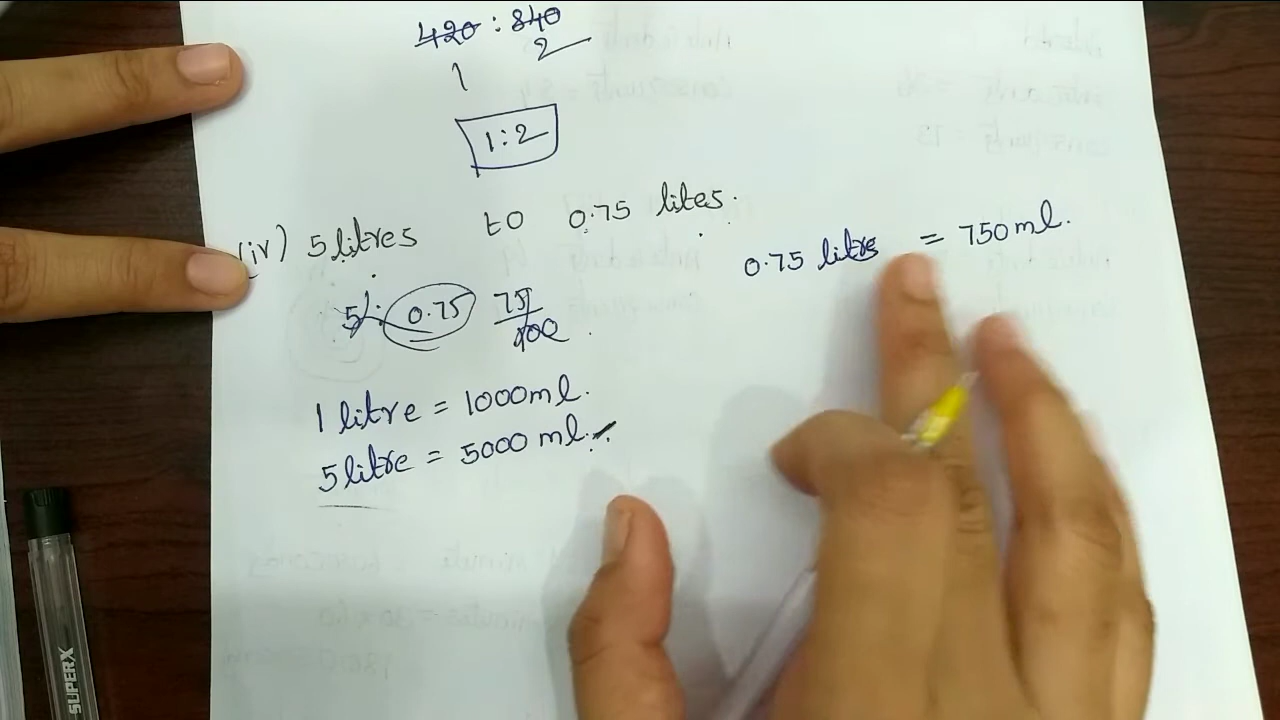 420 : 840
1 2
1:2
(iv) 5 litres to 0.75 lites.
0.75 litre = 750 ml.
5 : 0.75 75/100
1 litre = 1000 ml.
5 litre = 5000 ml.
SUPERX